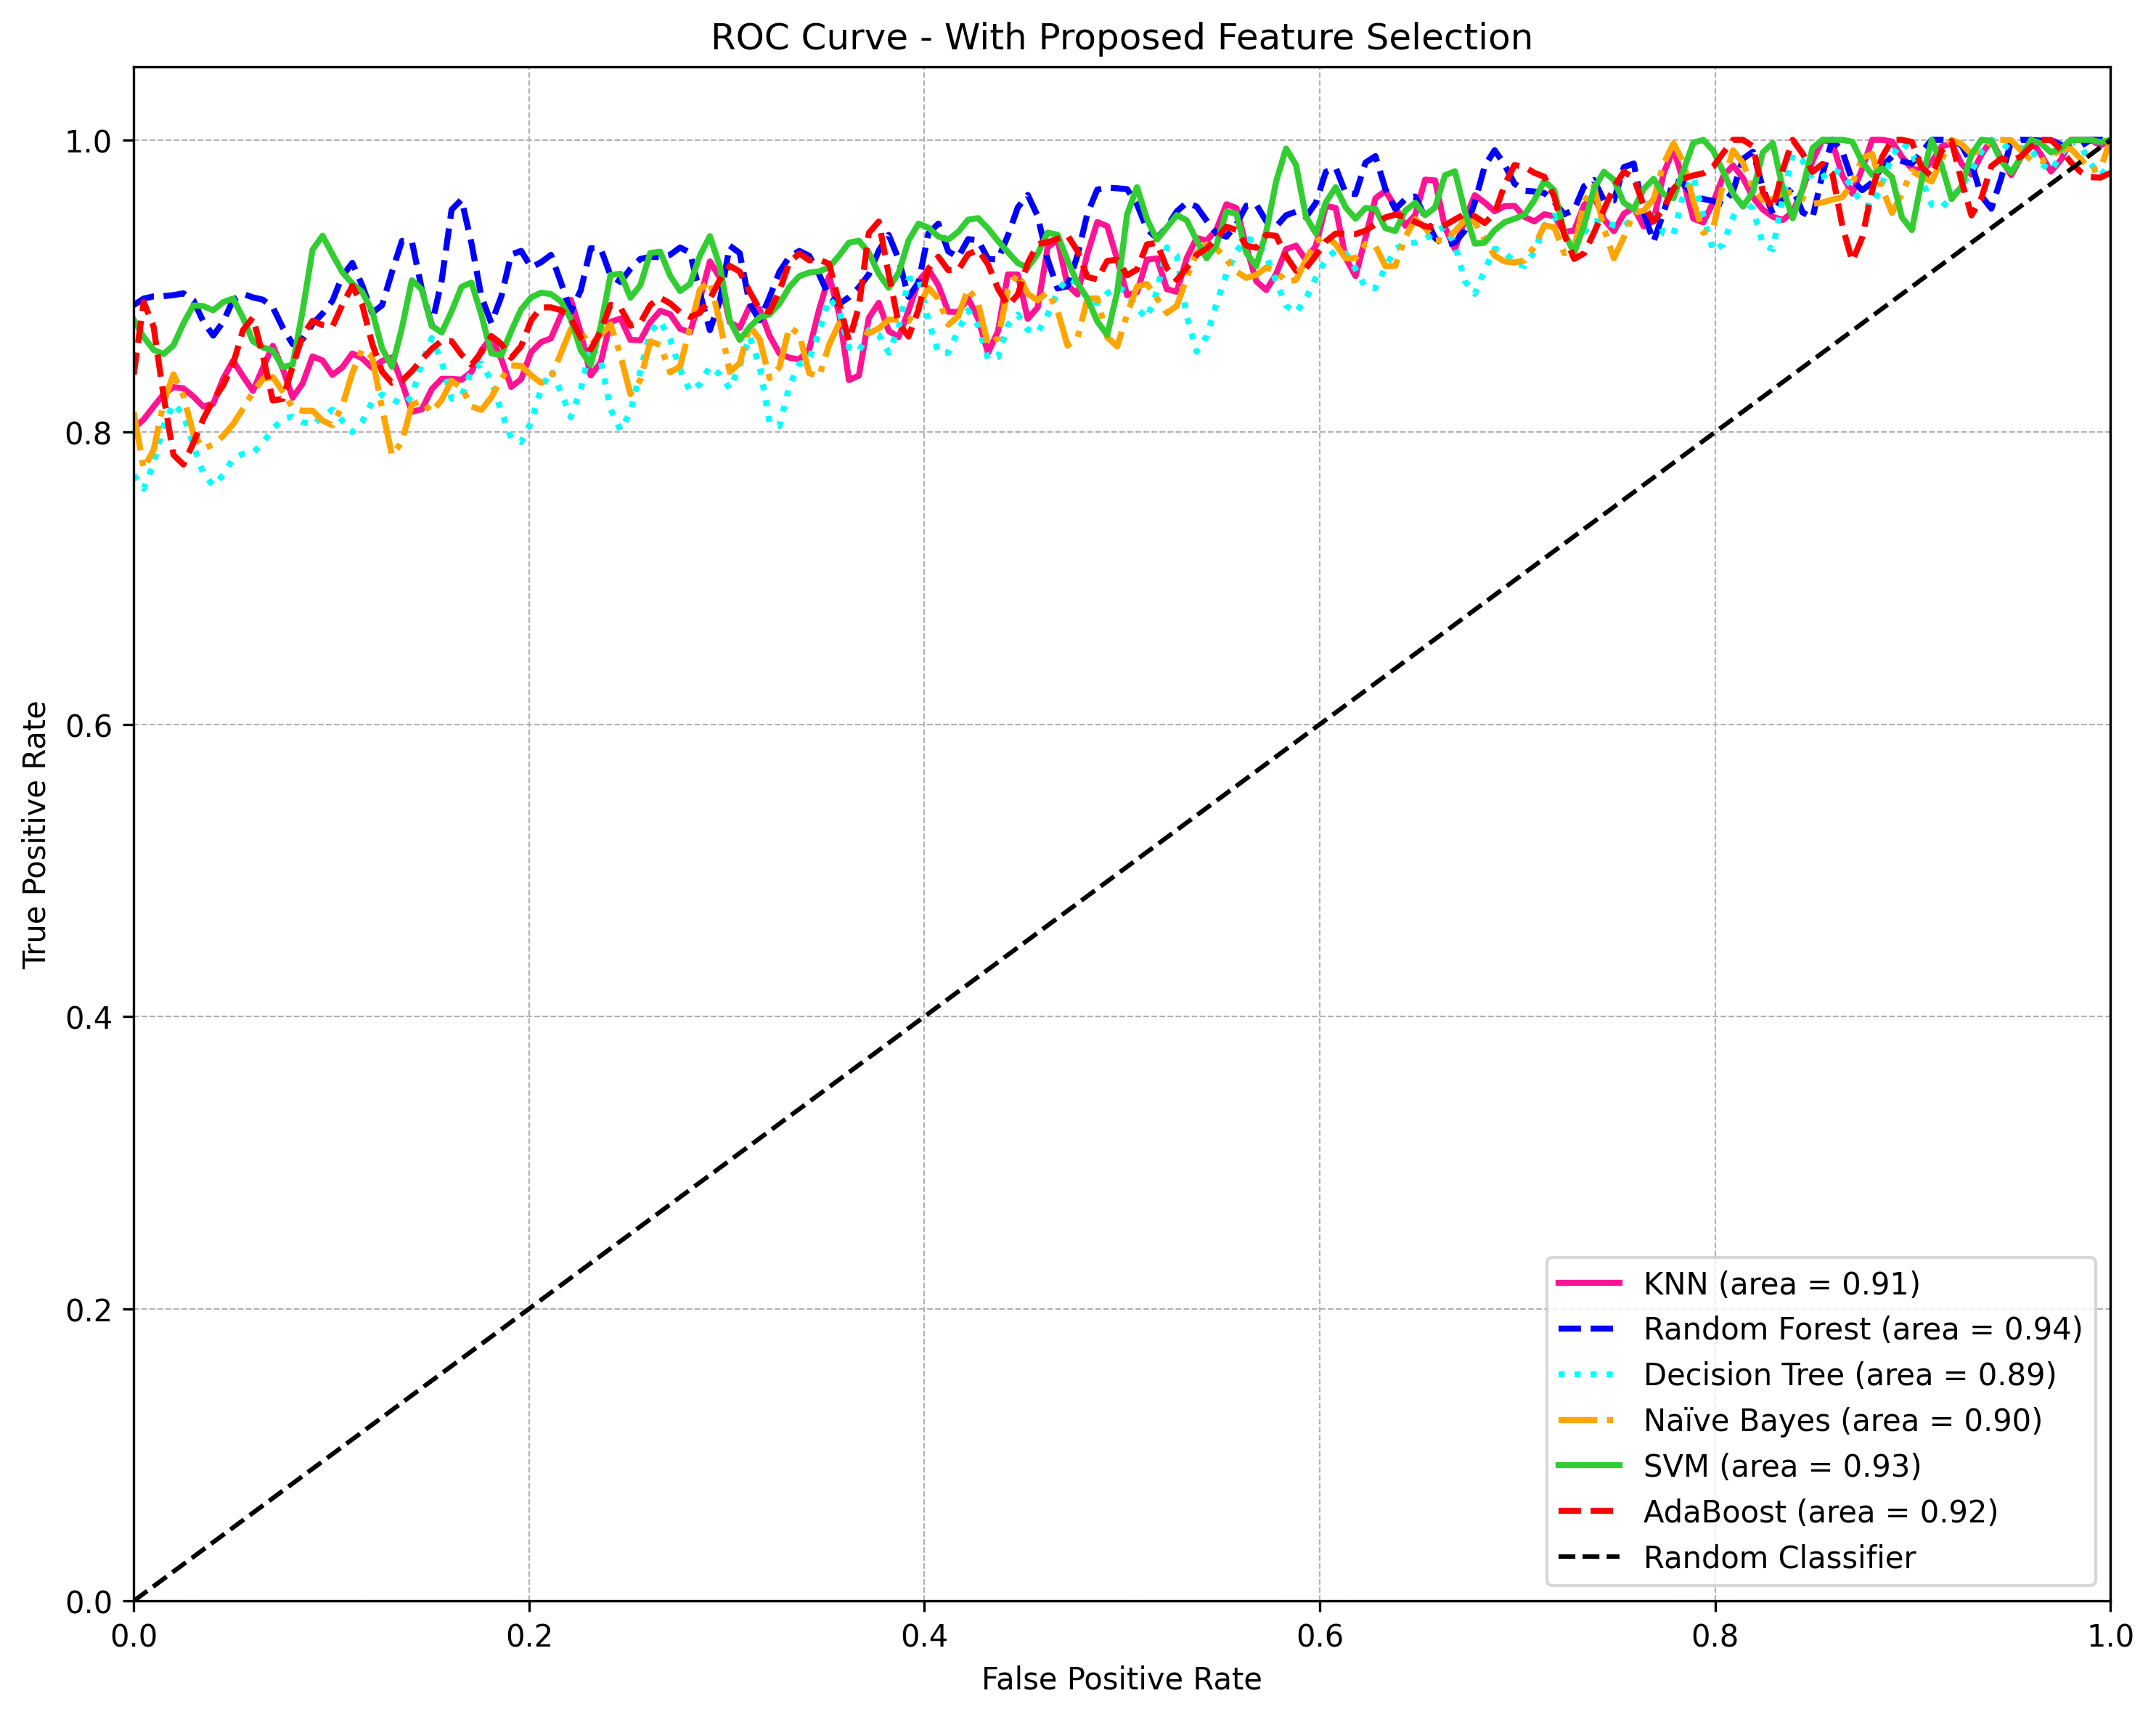 ROC Curve - With Proposed Feature Selection
True Positive Rate
1.0
0.8
0.6
0.4
0.2
0.0
0.0 0.2 0.4 0.6 0.8 1.0
False Positive Rate
KNN (area = 0.91)
Random Forest (area = 0.94)
Decision Tree (area = 0.89)
Naïve Bayes (area = 0.90)
SVM (area = 0.93)
AdaBoost (area = 0.92)
Random Classifier